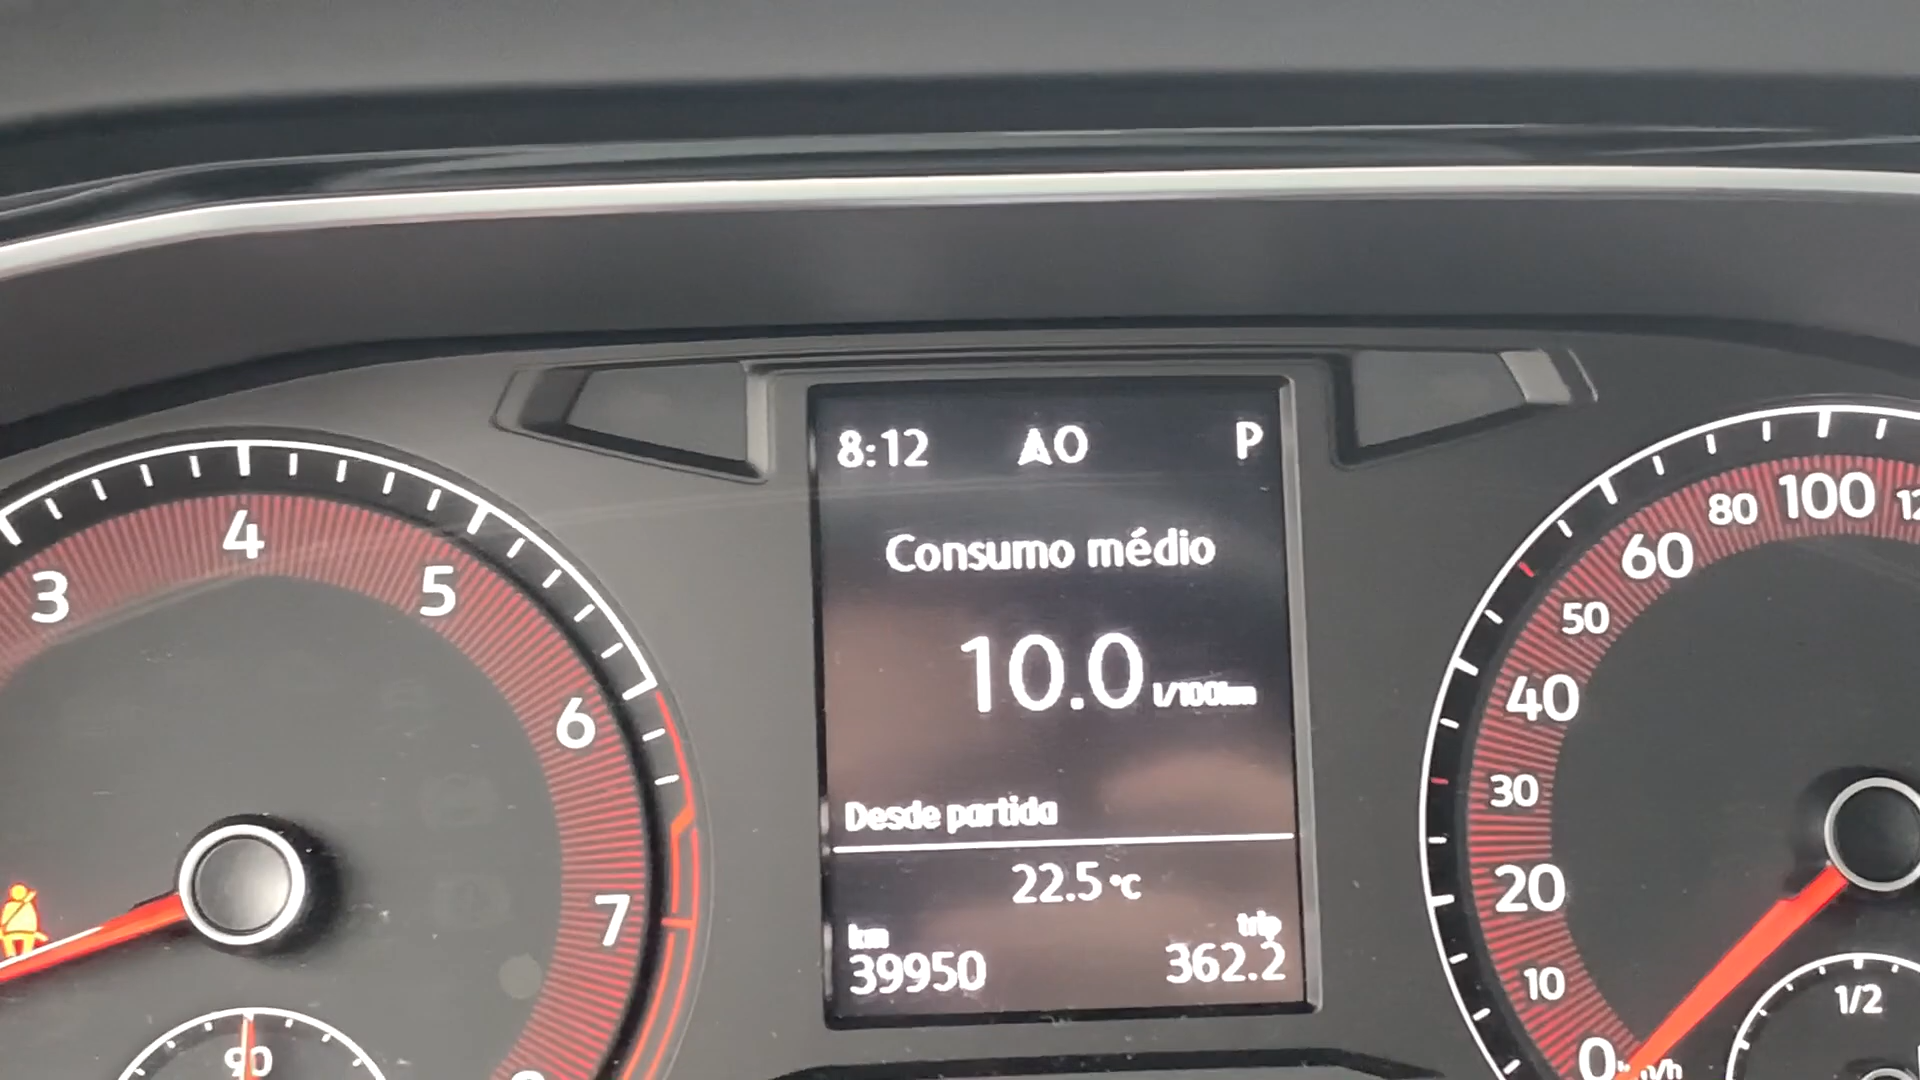 8:12 AO P
Consumo médio
10.0 l/100km
Desde partida
22.5 °C
km trip
39950 362.2
3
4
5
6
7
90
0
10
20
30
40
50
60
80
100
1/2